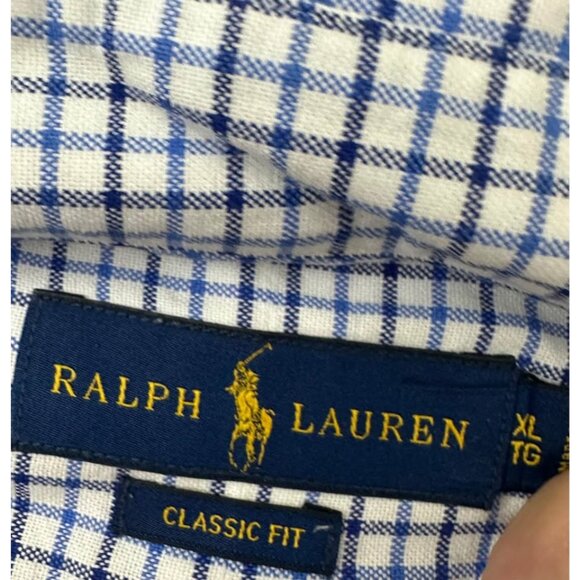 RALPH LAUREN
XL
TG
CLASSIC FIT